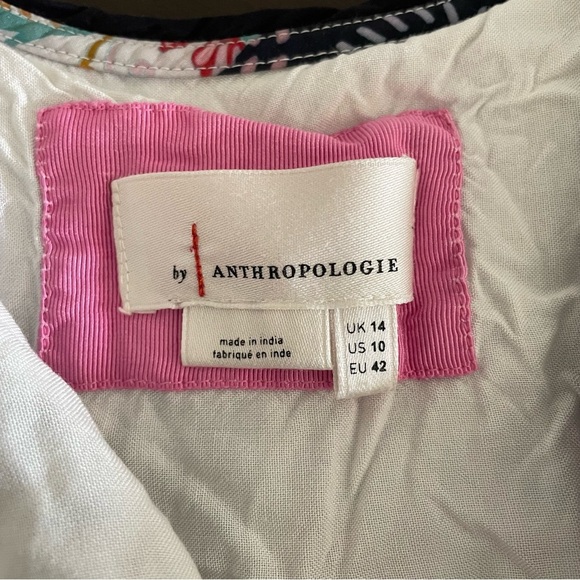 by ANTHROPOLOGIE
made in india
fabriqué en inde
UK 14
US 10
EU 42